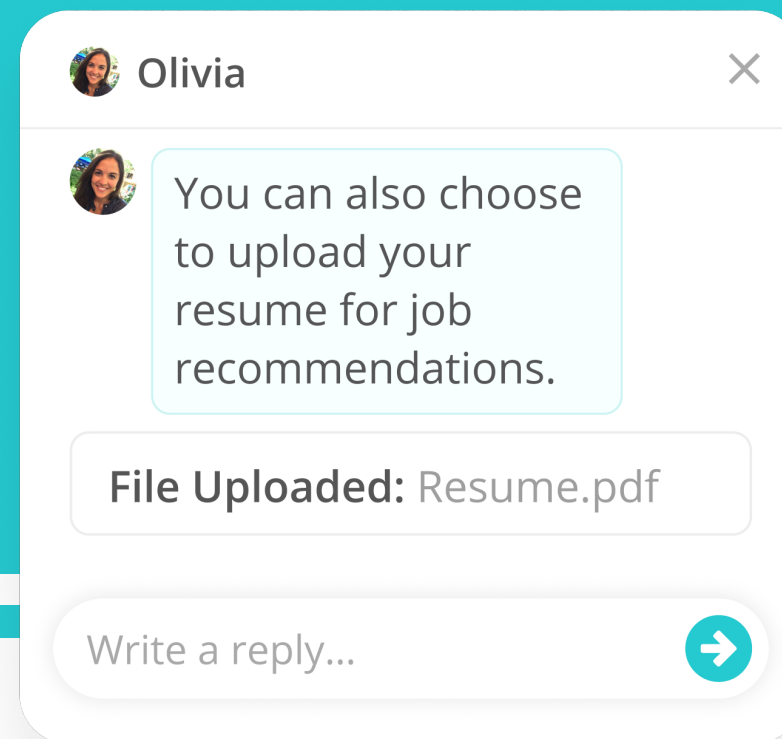 Olivia
You can also choose
to upload your
resume for job
recommendations.
File Uploaded: Resume.pdf
Write a reply...